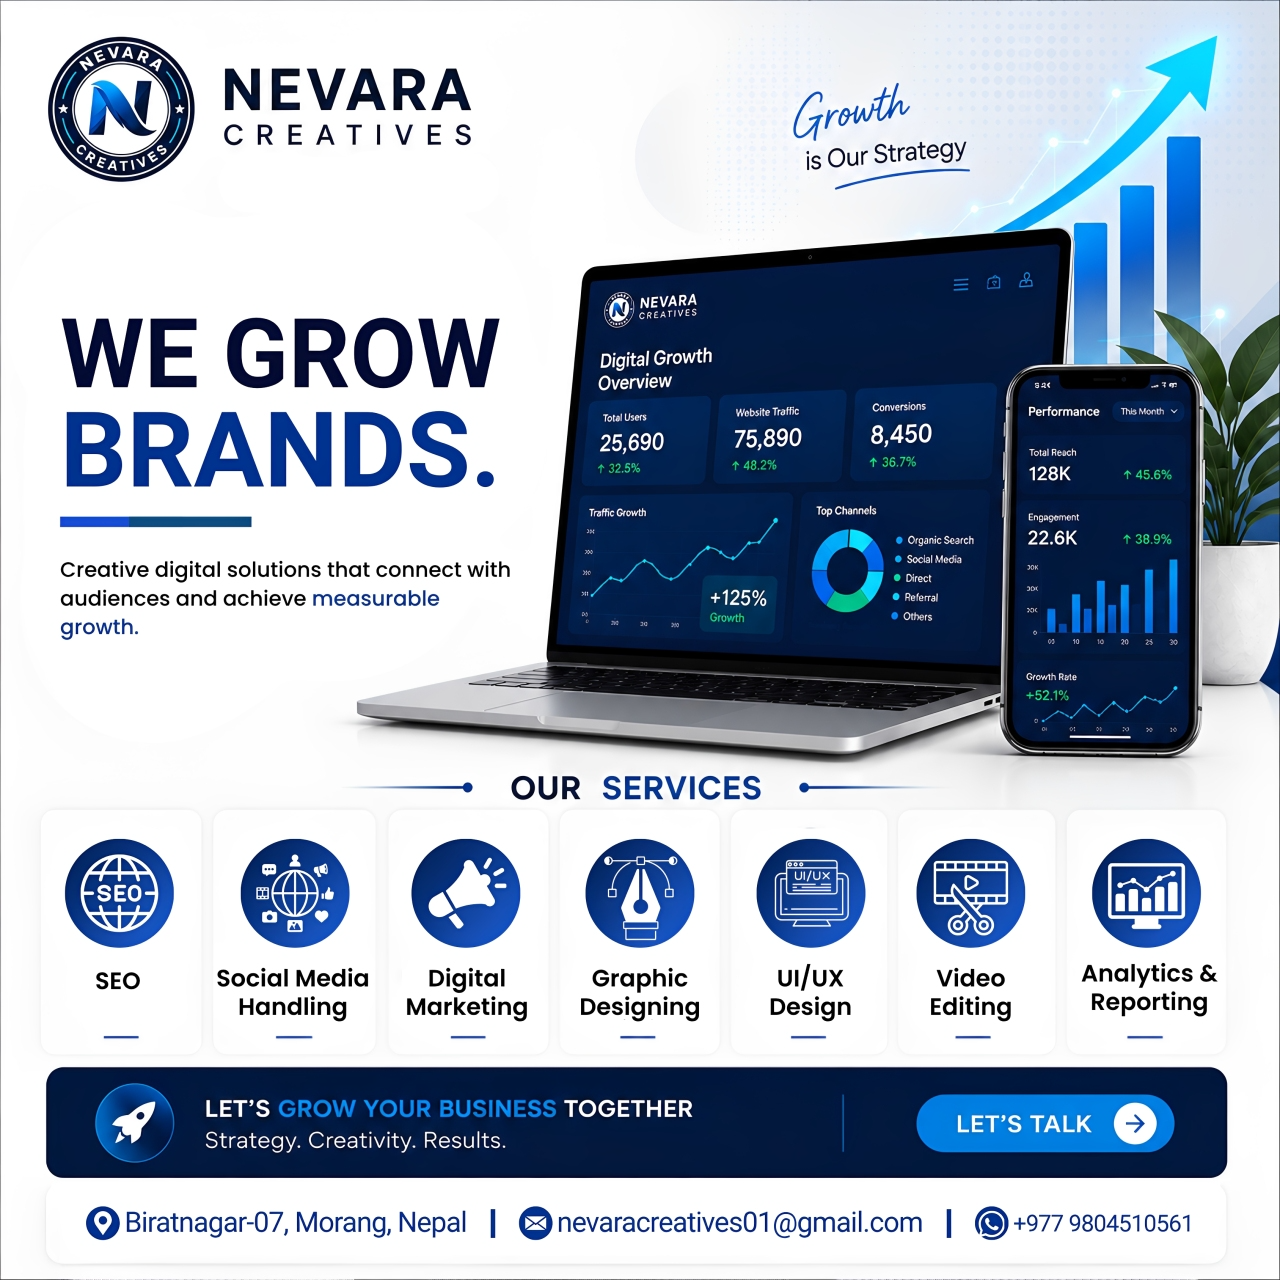 NEVARA
CREATIVES
NEVARA
CREATIVES
Growth
is Our Strategy
WE GROW
BRANDS.
Creative digital solutions that connect with
audiences and achieve measurable
growth.
NEVARA
CREATIVES
Digital Growth
Overview
Total Users
25,690
↑ 32.5%
Website Traffic
75,890
↑ 48.2%
Conversions
8,450
↑ 36.7%
Traffic Growth
+125%
Growth
Top Channels
Organic Search
Social Media
Direct
Referral
Others
Performance
This Month
Total Reach
128K
↑ 45.6%
Engagement
22.6K
↑ 38.9%
Growth Rate
+52.1%
OUR SERVICES
SEO
SEO
Social Media
Handling
Digital
Marketing
Graphic
Designing
UI/UX
UI/UX
Design
Video
Editing
Analytics &
Reporting
LET'S GROW YOUR BUSINESS TOGETHER
Strategy. Creativity. Results.
LET'S TALK
Biratnagar-07, Morang, Nepal | nevaracreatives01@gmail.com | +977 9804510561